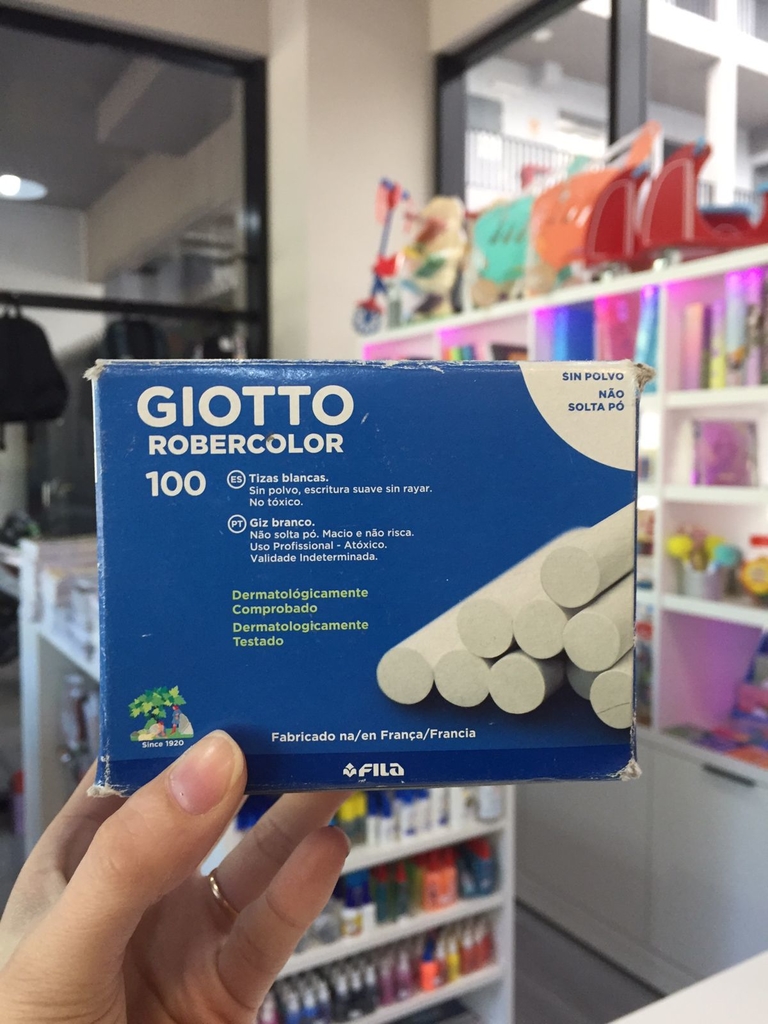 GIOTTO
ROBERCOLOR
100
SIN POLVO
NÃO
SOLTA PÓ
ES Tizas blancas.
Sin polvo, escritura suave sin rayar.
No tóxico.
PT Giz branco.
Não solta pó. Macio e não risca.
Uso Profissional - Atóxico.
Validade Indeterminada.
Dermatológicamente
Comprobado
Dermatologicamente
Testado
Since 1920
Fabricado na/en França/Francia
FILA